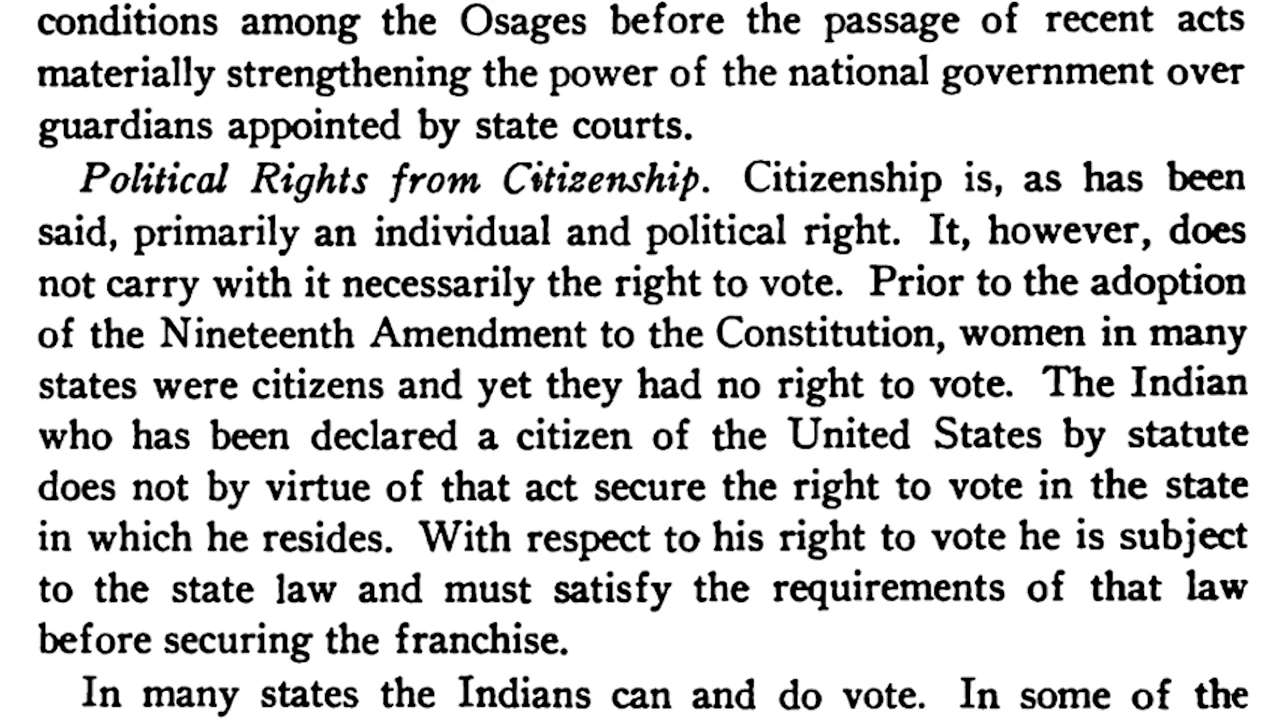 conditions among the Osages before the passage of recent acts
materially strengthening the power of the national government over
guardians appointed by state courts.
Political Rights from Citizenship. Citizenship is, as has been
said, primarily an individual and political right. It, however, does
not carry with it necessarily the right to vote. Prior to the adoption
of the Nineteenth Amendment to the Constitution, women in many
states were citizens and yet they had no right to vote. The Indian
who has been declared a citizen of the United States by statute
does not by virtue of that act secure the right to vote in the state
in which he resides. With respect to his right to vote he is subject
to the state law and must satisfy the requirements of that law
before securing the franchise.
In many states the Indians can and do vote. In some of the